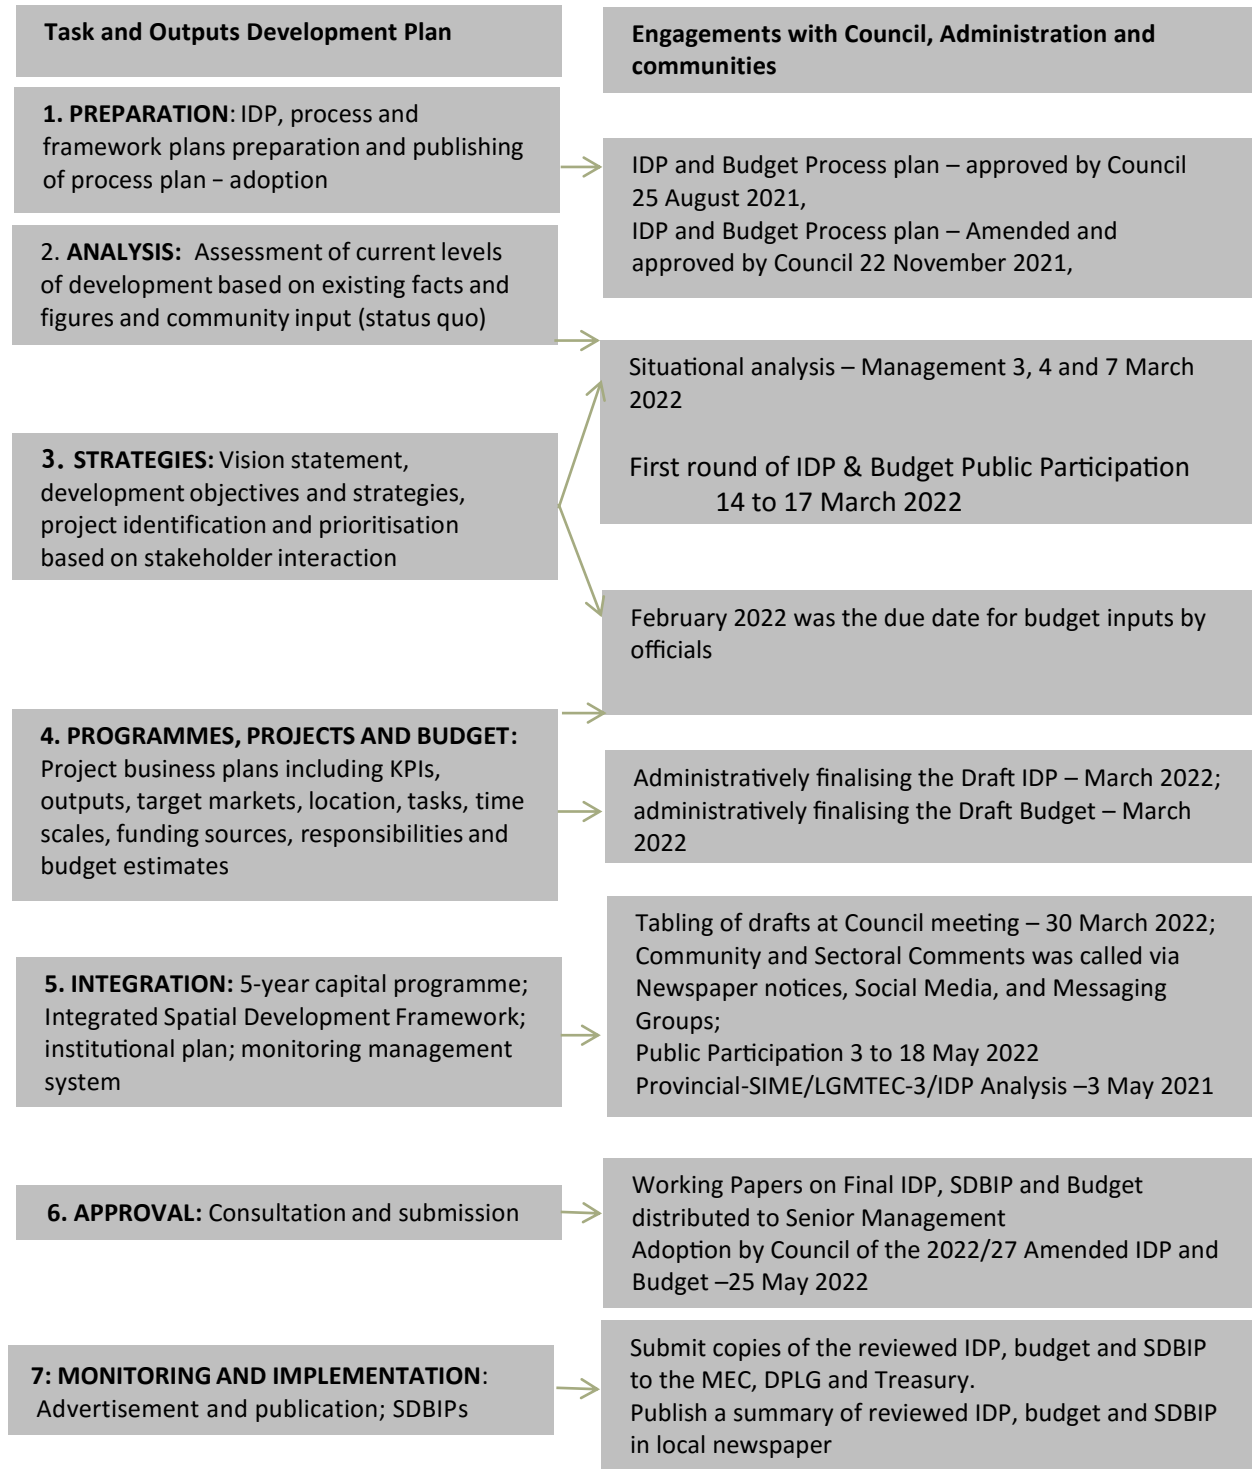 Task and Outputs Development Plan
Engagements with Council, Administration and
communities
1. PREPARATION: IDP, process and
framework plans preparation and publishing
of process plan – adoption
IDP and Budget Process plan – approved by Council
25 August 2021,
IDP and Budget Process plan – Amended and
approved by Council 22 November 2021,
2. ANALYSIS: Assessment of current levels
of development based on existing facts and
figures and community input (status quo)
Situational analysis – Management 3, 4 and 7 March
2022
First round of IDP & Budget Public Participation
14 to 17 March 2022
3. STRATEGIES: Vision statement,
development objectives and strategies,
project identification and prioritisation
based on stakeholder interaction
February 2022 was the due date for budget inputs by
officials
4. PROGRAMMES, PROJECTS AND BUDGET:
Project business plans including KPIs,
outputs, target markets, location, tasks, time
scales, funding sources, responsibilities and
budget estimates
Administratively finalising the Draft IDP – March 2022;
administratively finalising the Draft Budget – March
2022
5. INTEGRATION: 5-year capital programme;
Integrated Spatial Development Framework;
institutional plan; monitoring management
system
Tabling of drafts at Council meeting – 30 March 2022;
Community and Sectoral Comments was called via
Newspaper notices, Social Media, and Messaging
Groups;
Public Participation 3 to 18 May 2022
Provincial-SIME/LGMTEC-3/IDP Analysis –3 May 2021
6. APPROVAL: Consultation and submission
Working Papers on Final IDP, SDBIP and Budget
distributed to Senior Management
Adoption by Council of the 2022/27 Amended IDP and
Budget –25 May 2022
7: MONITORING AND IMPLEMENTATION:
Advertisement and publication; SDBIPs
Submit copies of the reviewed IDP, budget and SDBIP
to the MEC, DPLG and Treasury.
Publish a summary of reviewed IDP, budget and SDBIP
in local newspaper